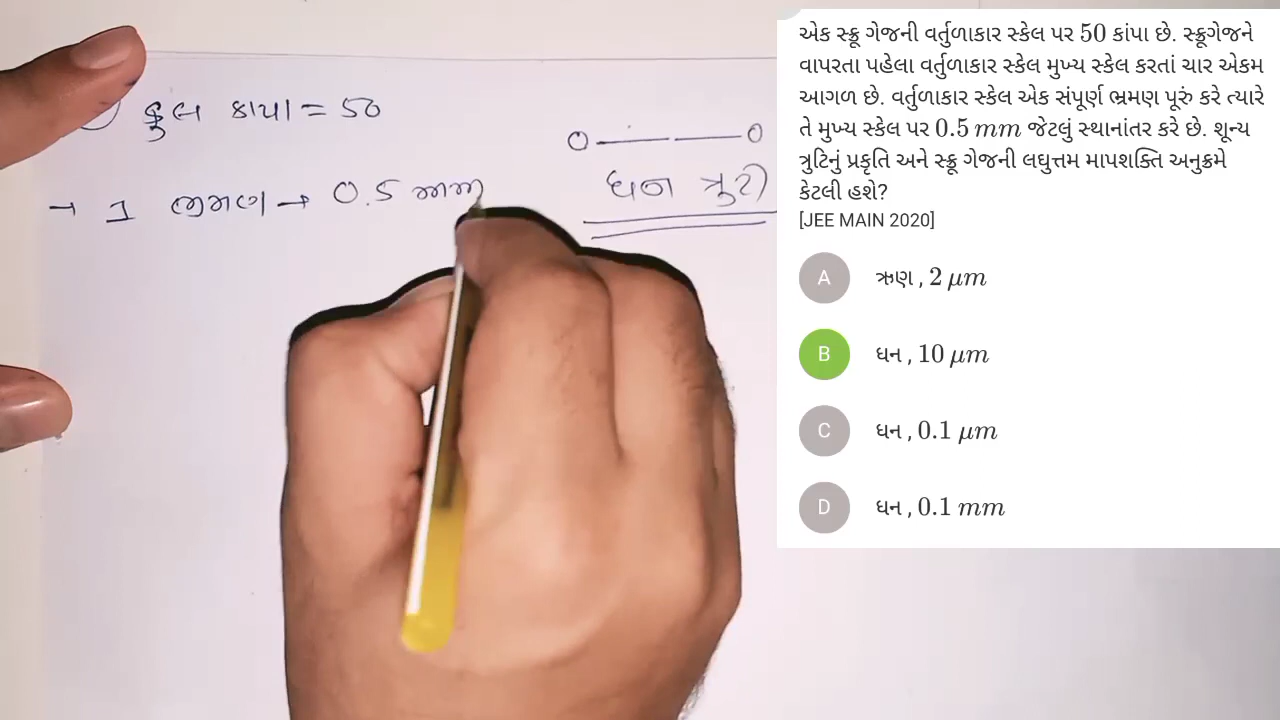 કુલ કાપા = 50
0 — — 0
ધન ત્રુટી
→ 1 ભ્રમણ → 0.5 મમ
એક સ્ક્રૂ ગેજની વર્તુળાકાર સ્કેલ પર 50 કાંપા છે. સ્ક્રૂગેજને
વાપરતા પહેલા વર્તુળાકાર સ્કેલ મુખ્ય સ્કેલ કરતાં ચાર એકમ
આગળ છે. વર્તુળાકાર સ્કેલ એક સંપૂર્ણ ભ્રમણ પૂરું કરે ત્યારે
તે મુખ્ય સ્કેલ પર 0.5 mm જેટલું સ્થાનાંતર કરે છે. શૂન્ય
ત્રુટિનું પ્રકૃતિ અને સ્ક્રૂ ગેજની લઘુત્તમ માપશક્તિ અનુક્રમે
કેટલી હશે?
[JEE MAIN 2020]
A ઋણ , 2 μm
B ધન , 10 μm
C ધન , 0.1 μm
D ધન , 0.1 mm